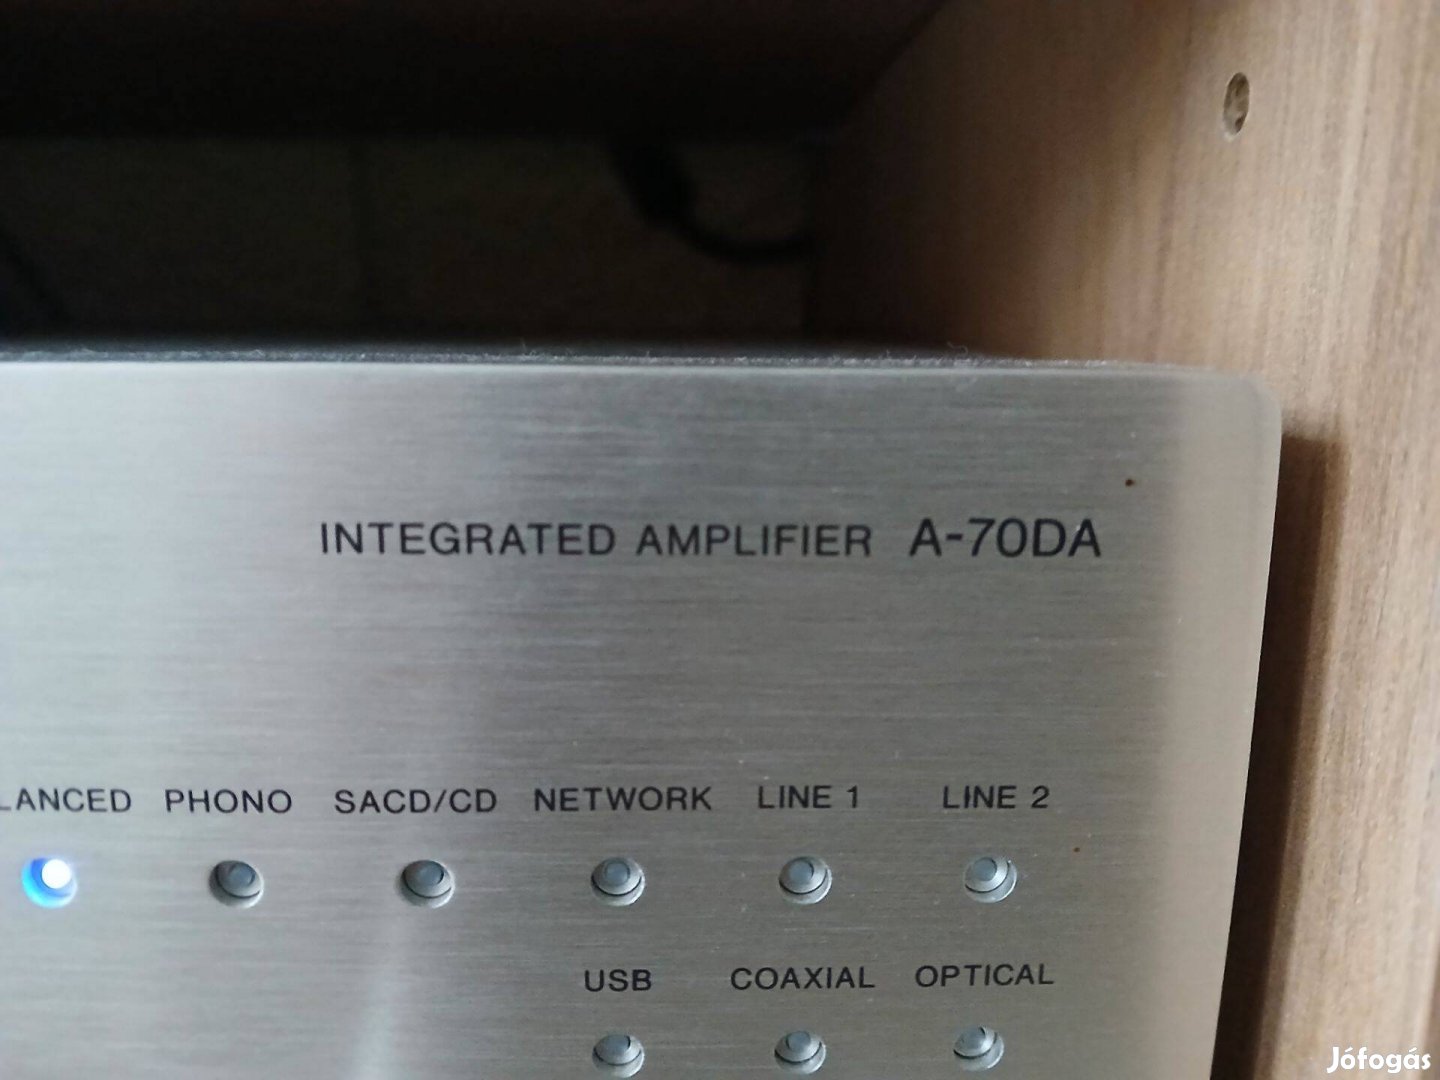 INTEGRATED AMPLIFIER A-70DA
LANCED PHONO SACD/CD NETWORK LINE 1 LINE 2
USB COAXIAL OPTICAL
Jófogás